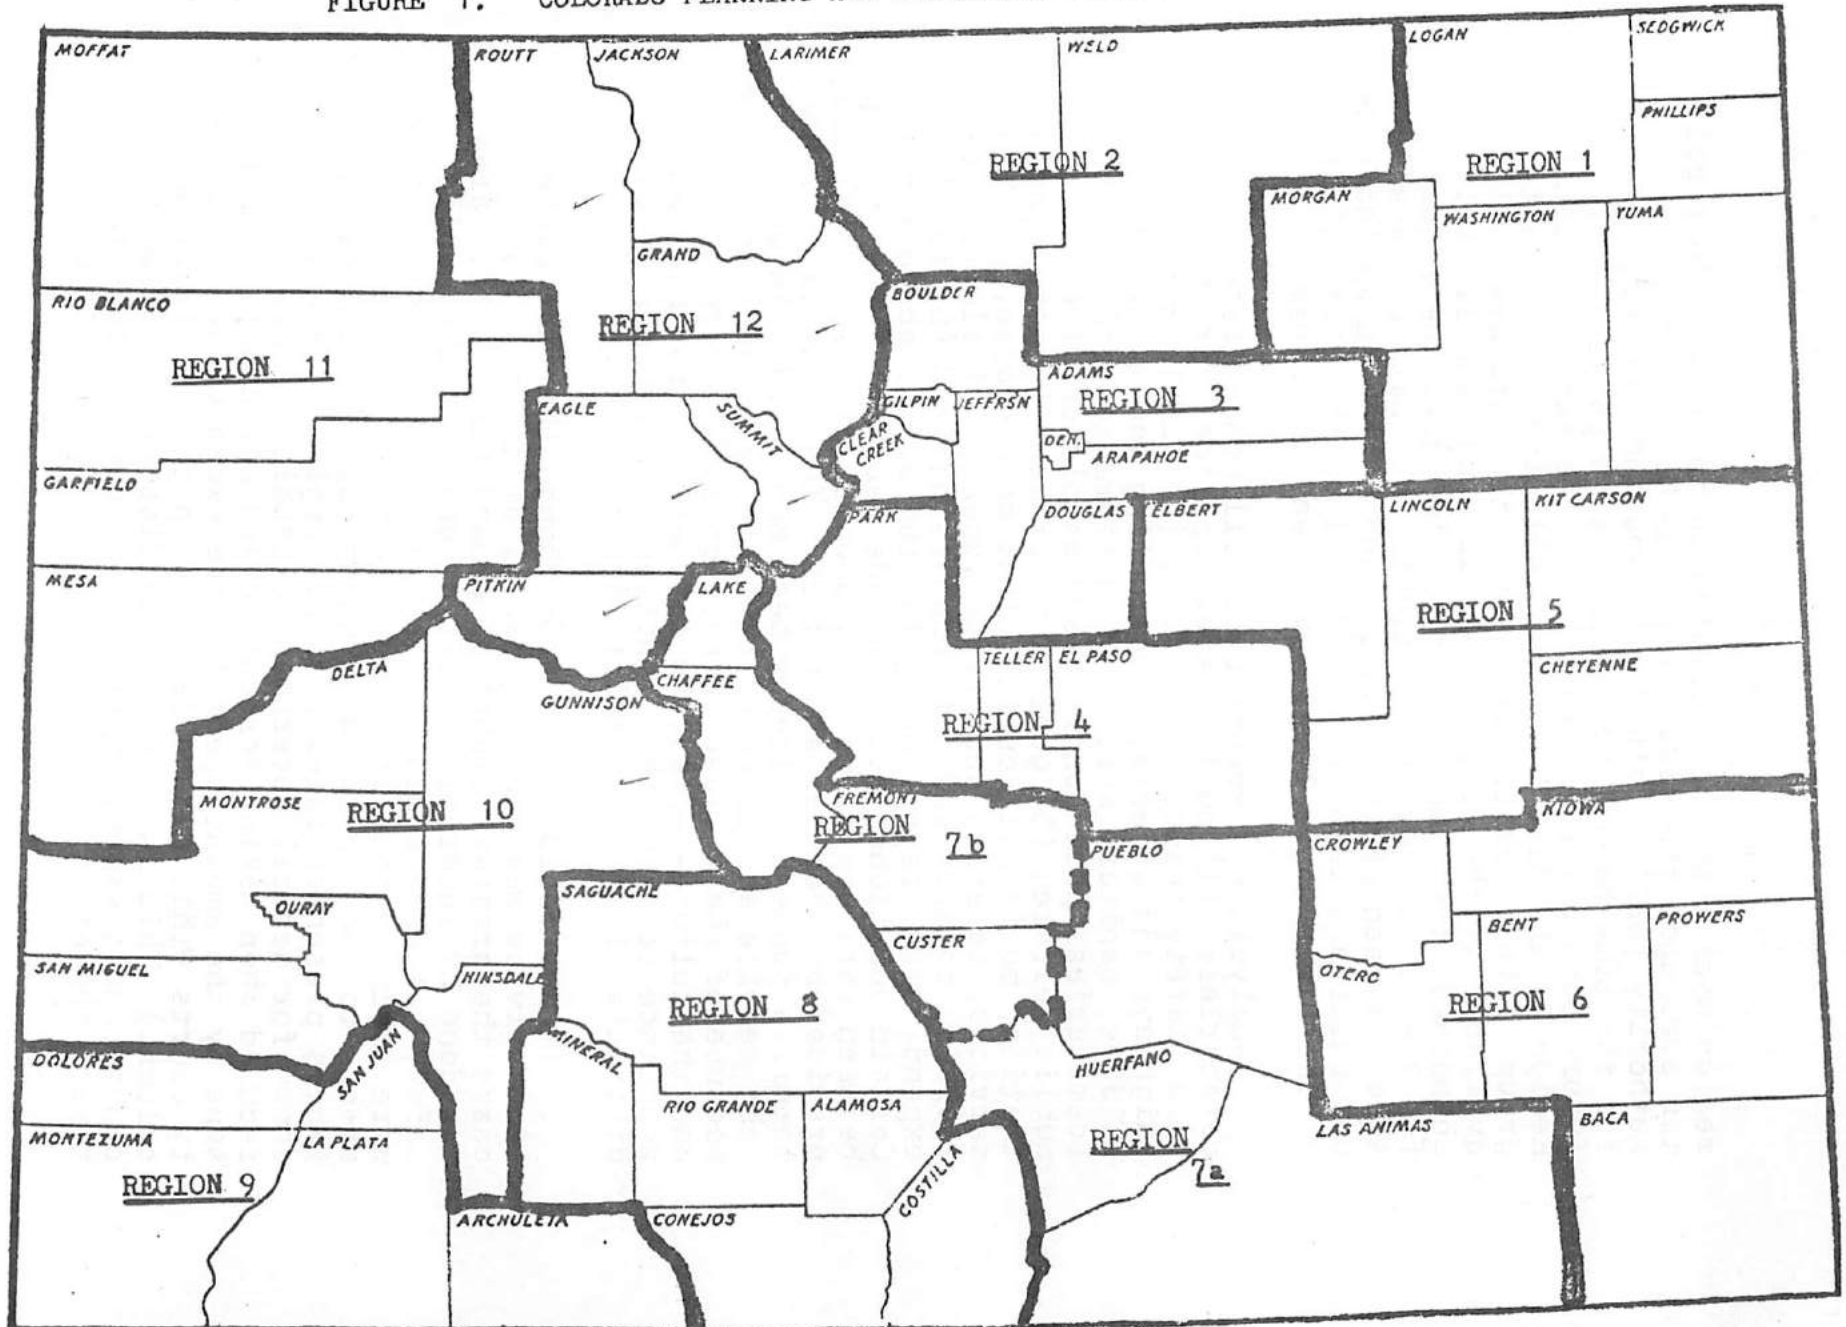 FIGURE 1. COLORADO PLANNING
MOFFAT
ROUTT
JACKSON
LARIMER
WELD
LOGAN
SEDGWICK
PHILLIPS
REGION 2
REGION 1
MORGAN
WASHINGTON
YUMA
GRAND
RIO BLANCO
BOULDER
REGION 12
REGION 11
ADAMS
EAGLE
SUMMIT
GILPIN
JEFFRSN
REGION 3
CLEAR
CREEK
DEN.
ARAPAHOE
GARFIELD
PARK
DOUGLAS
ELBERT
LINCOLN
KIT CARSON
MESA
PITKIN
LAKE
REGION 5
DELTA
TELLER
EL PASO
CHEYENNE
GUNNISON
CHAFFEE
REGION 4
MONTROSE
REGION 10
FREMONT
REGION
7b
KIOWA
PUEBLO
CROWLEY
SAGUACHE
OURAY
CUSTER
BENT
PROWERS
SAN MIGUEL
HINSDALE
OTERO
REGION 8
REGION 6
DOLORES
SAN JUAN
MINERAL
HUERFANO
RIO GRANDE
ALAMOSA
MONTEZUMA
LA PLATA
REGION
7a
LAS ANIMAS
BACA
REGION 9
COSTILLA
ARCHULETA
CONEJOS